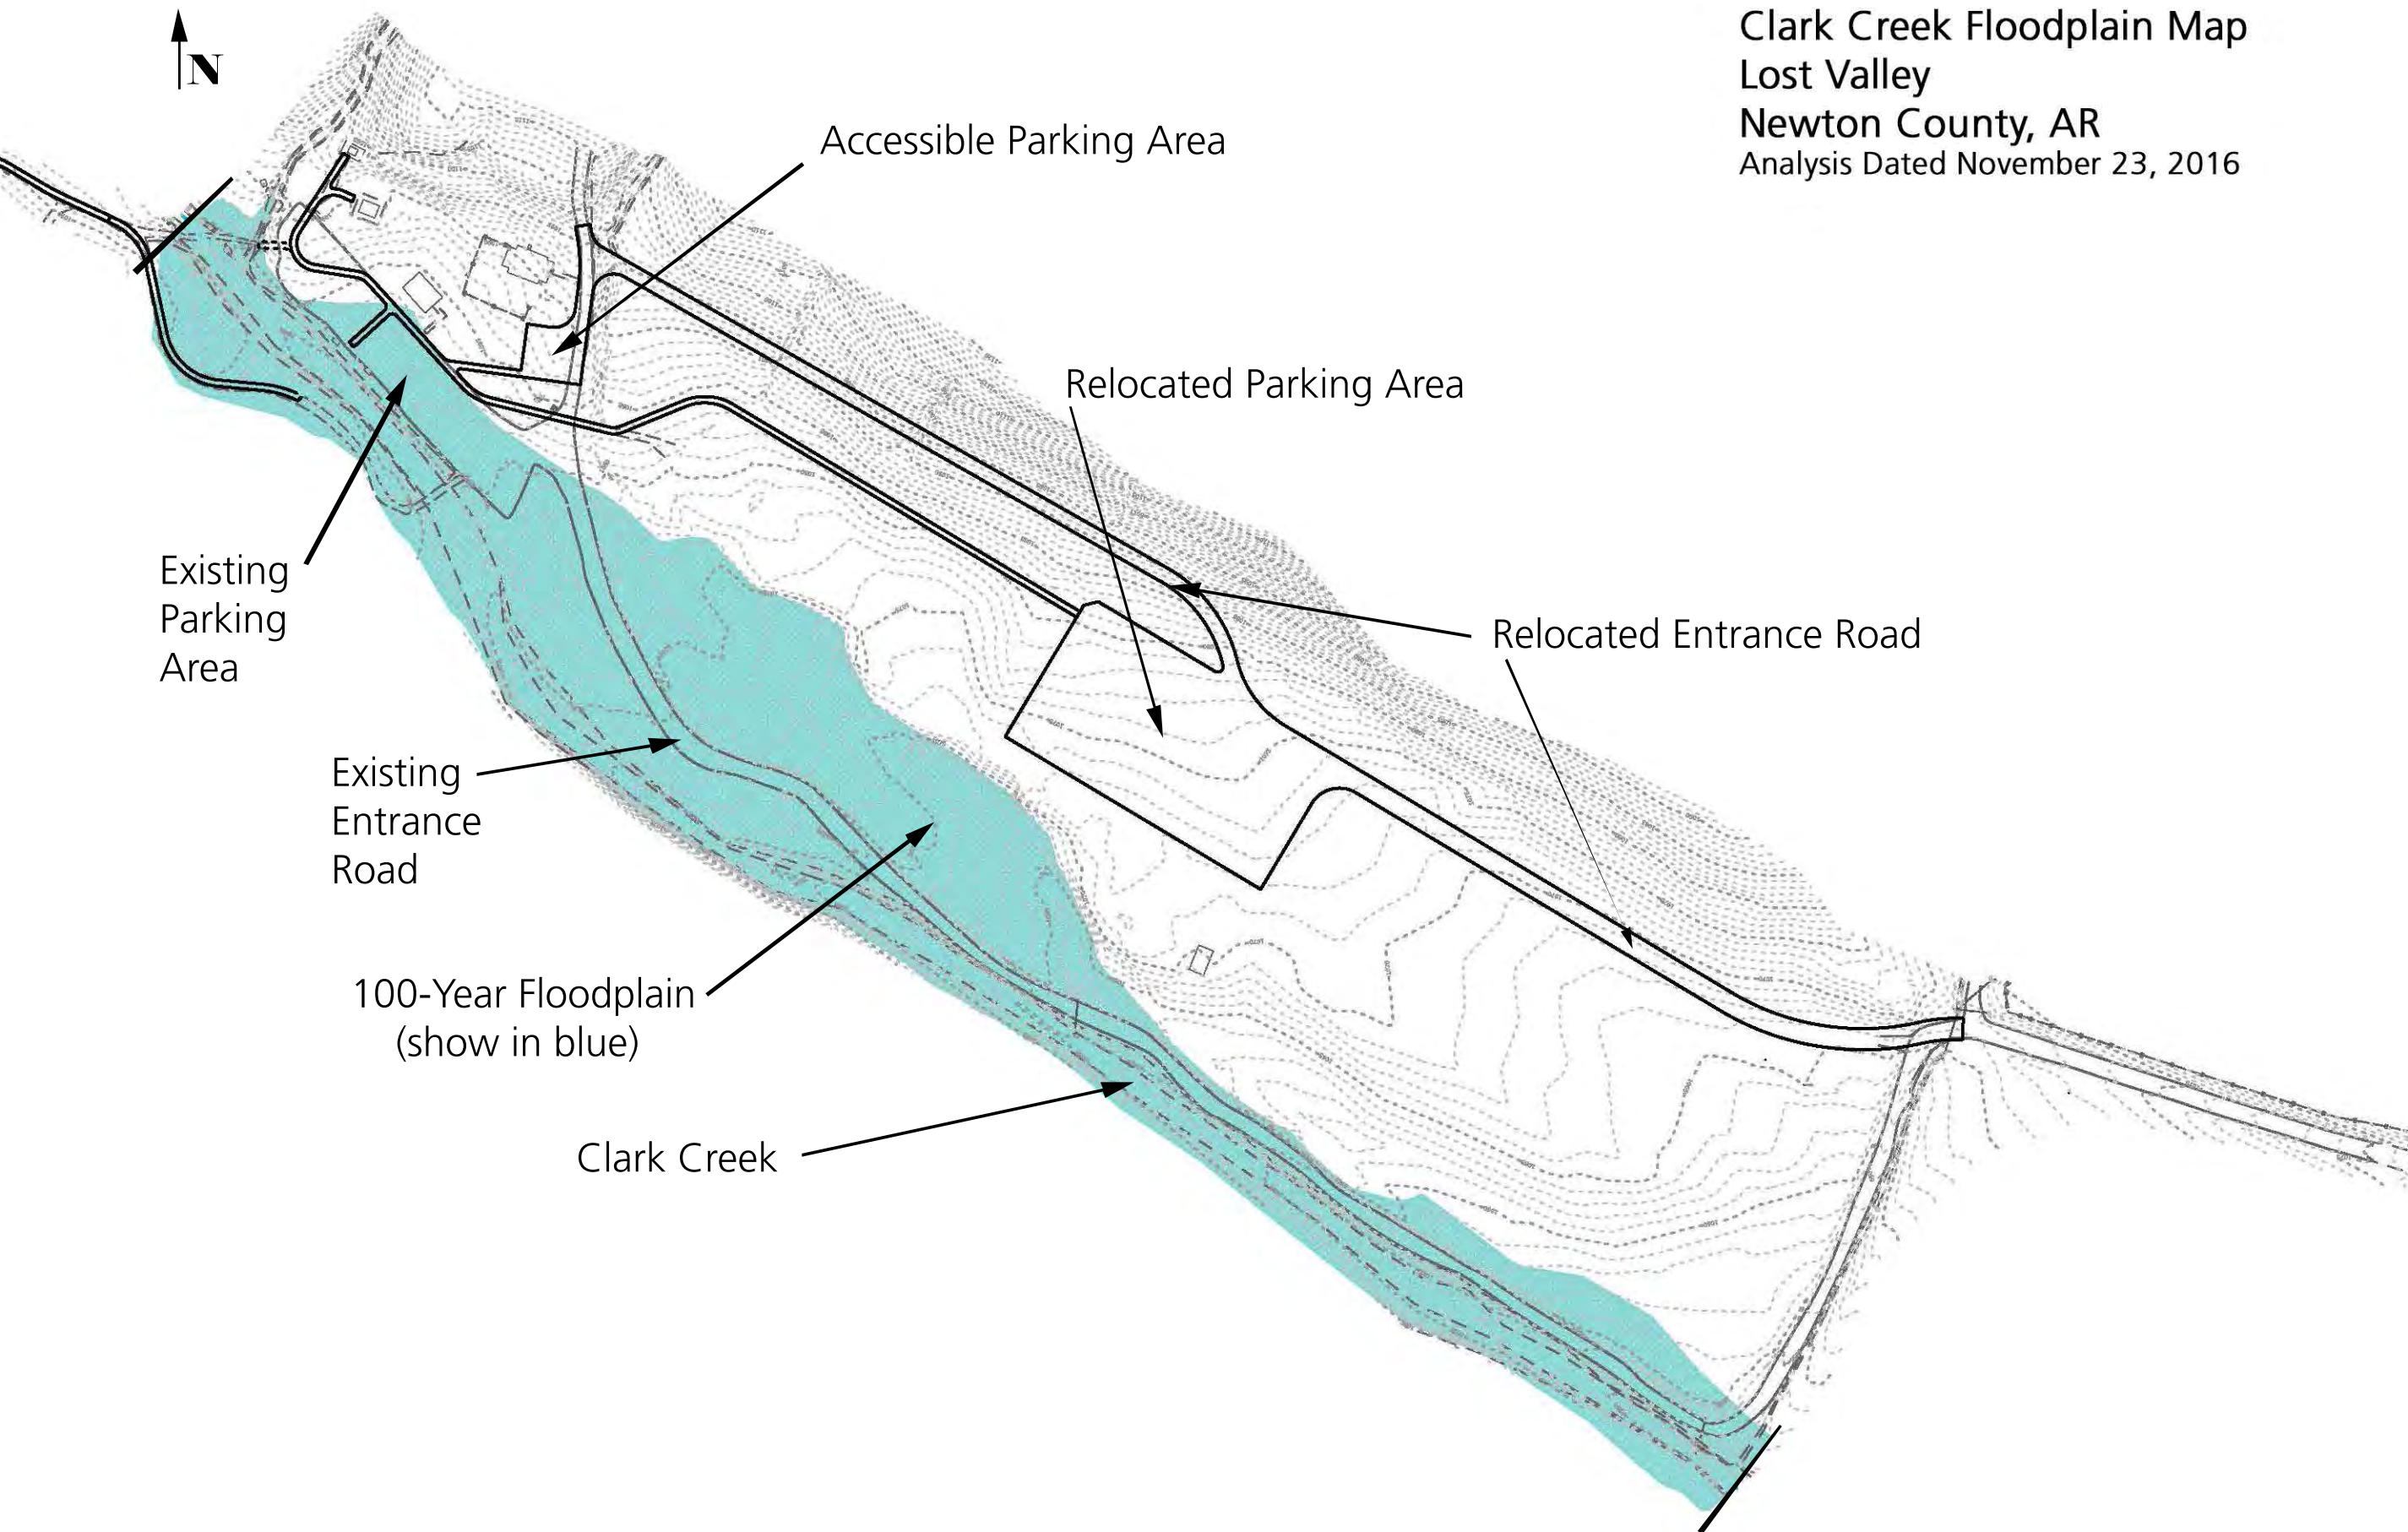 Clark Creek Floodplain Map
Lost Valley
Newton County, AR
Analysis Dated November 23, 2016
N
Accessible Parking Area
Relocated Parking Area
Existing
Parking
Area
Relocated Entrance Road
Existing
Entrance
Road
100-Year Floodplain
(show in blue)
Clark Creek